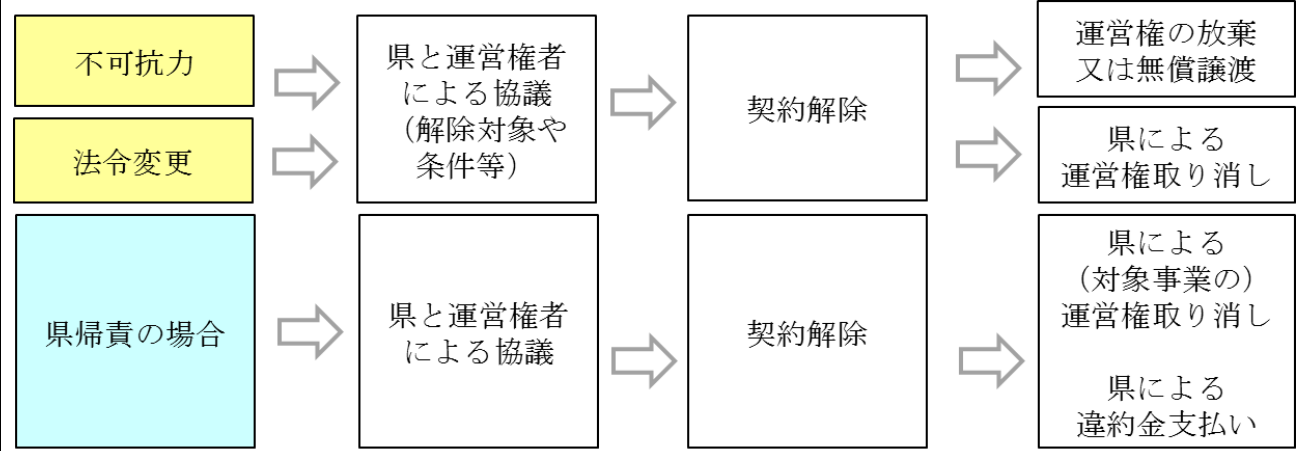 不可抗力
法令変更
県と運営権者
による協議
（解除対象や
条件等）
契約解除
運営権の放棄
又は無償譲渡
県による
運営権取り消し
県帰責の場合
県と運営権者
による協議
契約解除
県による
（対象事業の）
運営権取り消し
県による
違約金支払い